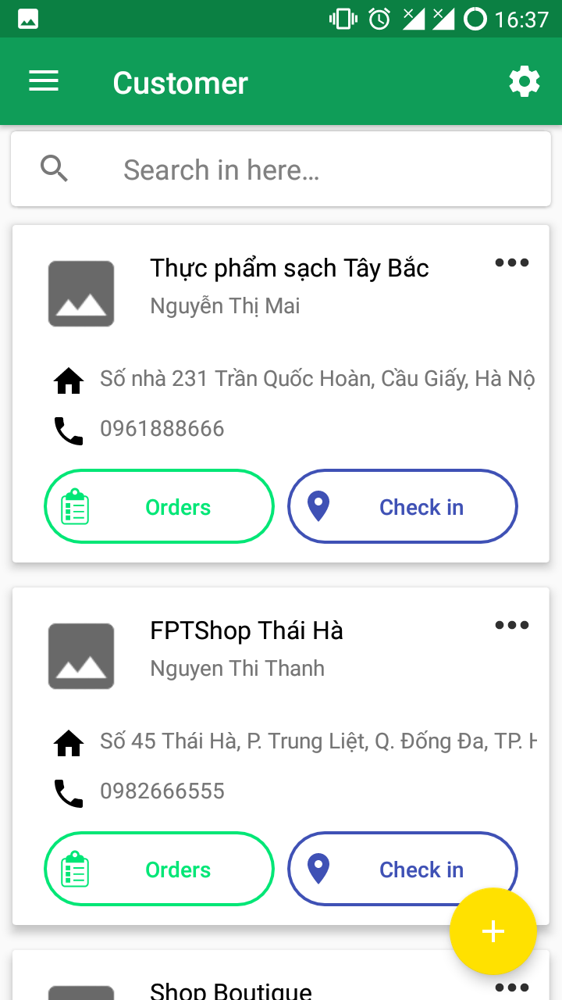 16:37
Customer
Search in here...
Thực phẩm sạch Tây Bắc
Nguyễn Thị Mai
Số nhà 231 Trần Quốc Hoàn, Cầu Giấy, Hà Nộ
0961888666
Orders
Check in
FPTShop Thái Hà
Nguyen Thi Thanh
Số 45 Thái Hà, P. Trung Liệt, Q. Đống Đa, TP. H
0982666555
Orders
Check in
Shop Boutique